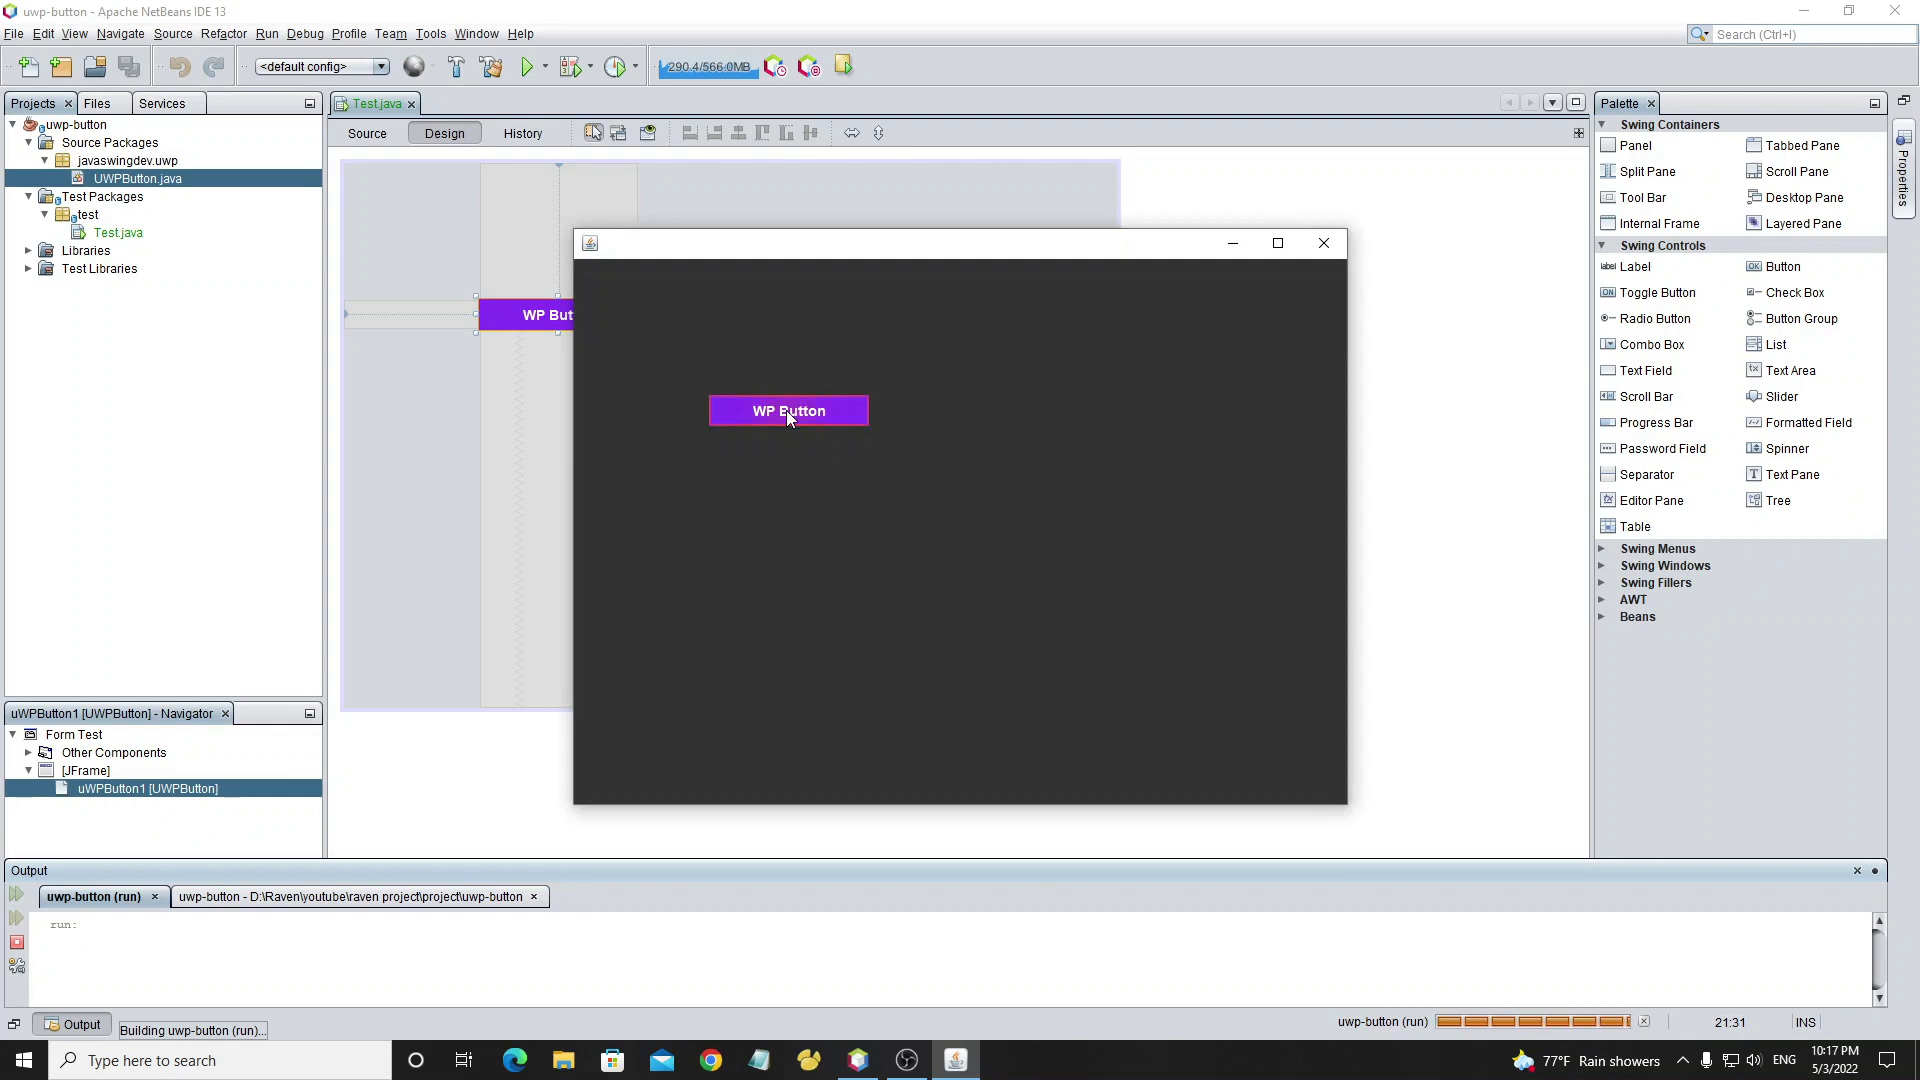 uwp-button - Apache NetBeans IDE 13
File Edit View Navigate Source Refactor Run Debug Profile Team Tools Window Help
Search (Ctrl+I)
<default config>
290.4/566.0MB
Projects
Files
Services
uwp-button
Source Packages
javaswingdev.uwp
UWPButton.java
Test Packages
test
Test.java
Libraries
Test Libraries
Test.java
Source
Design
History
WP But
WP Button
Palette
Swing Containers
Panel
Tabbed Pane
Split Pane
Scroll Pane
Tool Bar
Desktop Pane
Internal Frame
Layered Pane
Swing Controls
Label
Button
Toggle Button
Check Box
Radio Button
Button Group
Combo Box
List
Text Field
Text Area
Scroll Bar
Slider
Progress Bar
Formatted Field
Password Field
Spinner
Separator
Text Pane
Editor Pane
Tree
Table
Swing Menus
Swing Windows
Swing Fillers
AWT
Beans
Properties
uWPButton1 [UWPButton] - Navigator
Form Test
Other Components
[JFrame]
uWPButton1 [UWPButton]
Output
uwp-button (run)
uwp-button - D:\Raven\youtube\raven project\project\uwp-button
run:
Output
Building uwp-button (run)...
uwp-button (run)
21:31
INS
Type here to search
77°F Rain showers
ENG
10:17 PM
5/3/2022